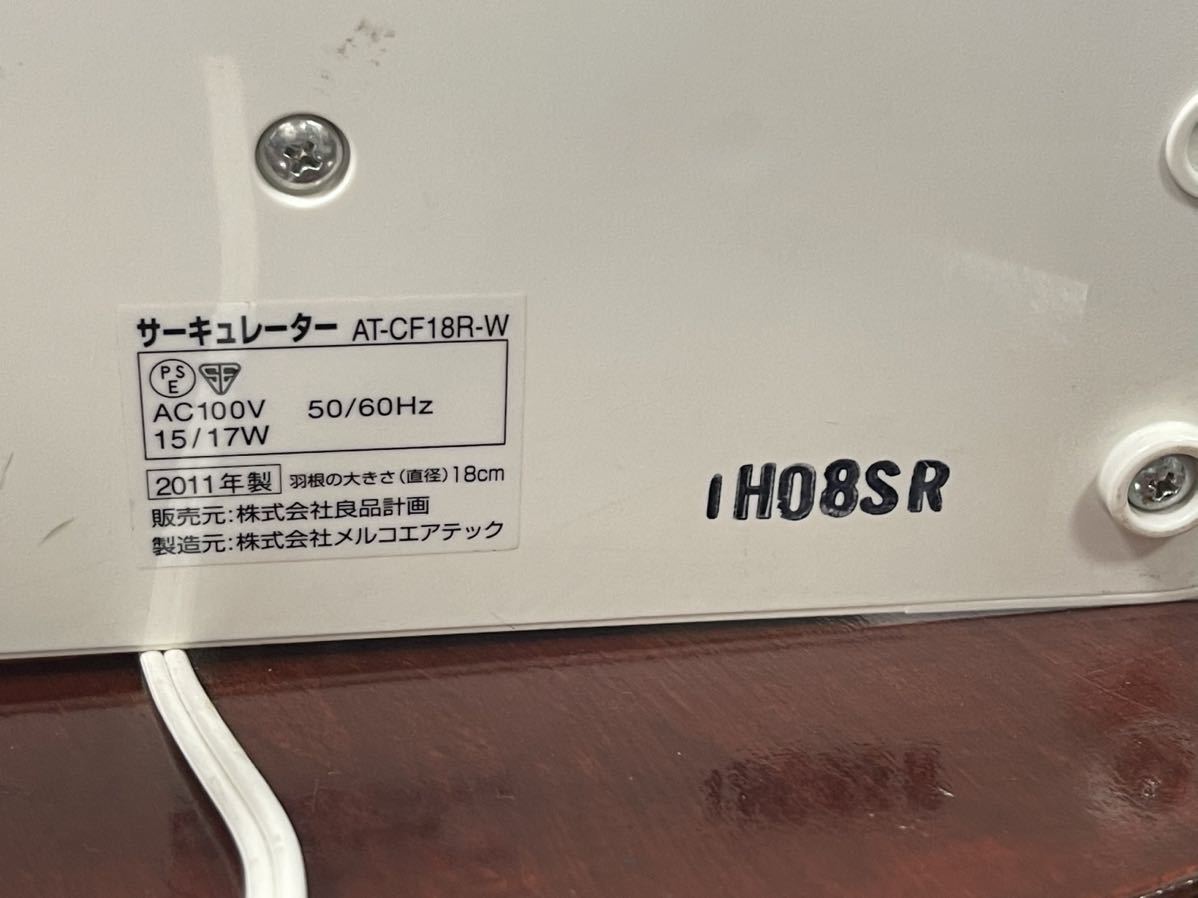 サーキュレーター AT-CF18R-W
PSE
AC100V 50/60Hz
15/17W
2011年製 羽根の大きさ(直径)18cm
販売元:株式会社良品計画
製造元:株式会社メルコエアテック
1H08SR